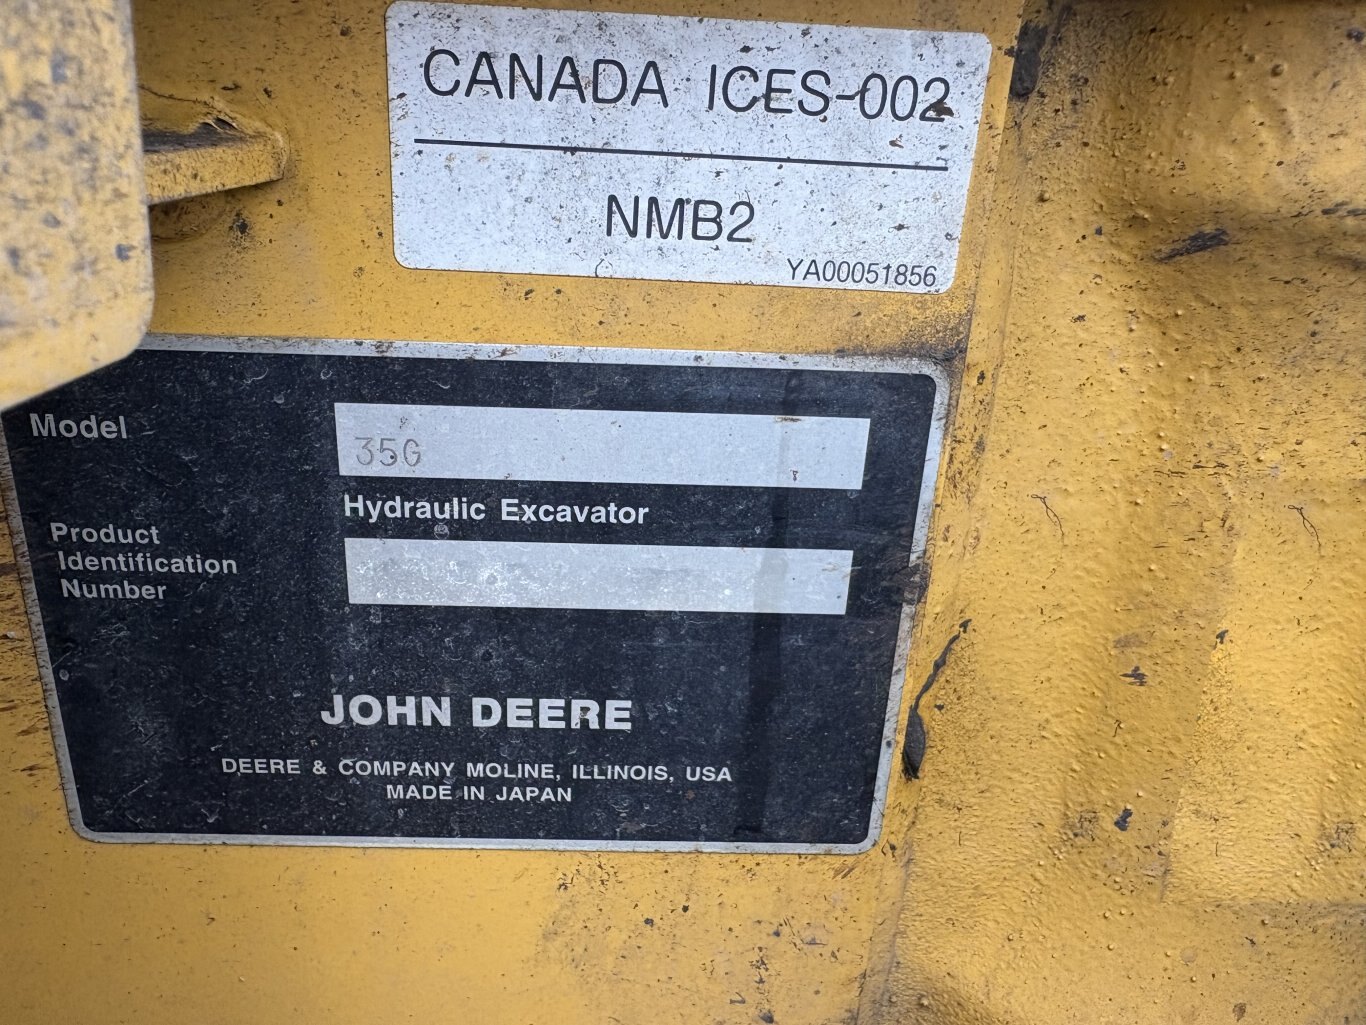 CANADA ICES-002
NMB2
YA00051856
Model
35G
Hydraulic Excavator
Product
Identification
Number
JOHN DEERE
DEERE & COMPANY MOLINE, ILLINOIS, USA
MADE IN JAPAN